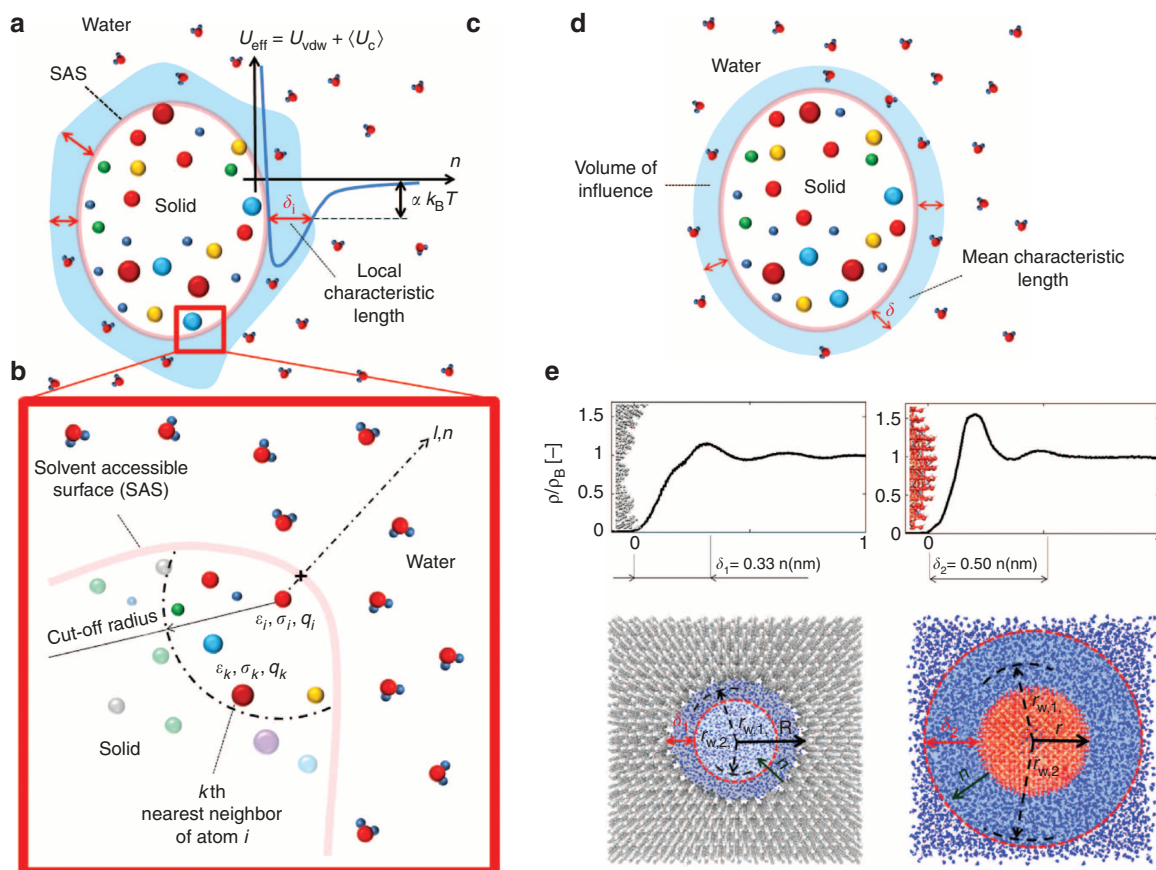 a
Water
SAS
U_eff = U_vdw + ⟨U_c⟩
n
α k_BT
δ_i
Solid
Local
characteristic
length
c
d
Water
Volume of
influence
Solid
Mean characteristic
length
δ
b
Solvent accessible
surface (SAS)
l,n
Water
Cut-off radius
ε_i, σ_i, q_i
ε_k, σ_k, q_k
Solid
kth
nearest neighbor
of atom i
e
ρ/ρ_B [–]
1.5
1
0.5
0
0
1
δ_1= 0.33 n(nm)
1.5
1
0.5
0
0
δ_2= 0.50 n(nm)
δ_1
r_w,1
r_w,2
R
n
δ_2
r_w,1
r
r_w,2
n